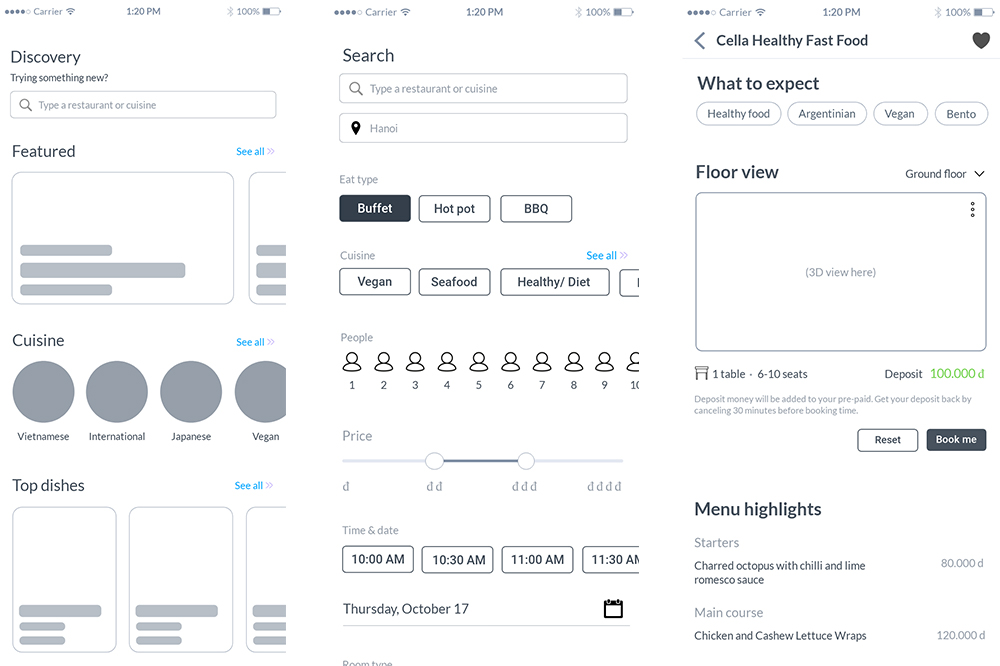 Carrier 1:20 PM 100%
Discovery
Trying something new?
Type a restaurant or cuisine
Featured See all
Cuisine See all
Vietnamese International Japanese Vegan
Top dishes See all
Carrier 1:20 PM 100%
Search
Type a restaurant or cuisine
Hanoi
Eat type
Buffet Hot pot BBQ
Cuisine See all
Vegan Seafood Healthy/ Diet
People
1 2 3 4 5 6 7 8 9 10
Price
đ đ đ đ đ đ đ đ đ đ
Time & date
10:00 AM 10:30 AM 11:00 AM 11:30 AM
Thursday, October 17
Room type
Carrier 1:20 PM 100%
Cella Healthy Fast Food
What to expect
Healthy food Argentinian Vegan Bento
Floor view Ground floor
(3D view here)
1 table · 6-10 seats Deposit 100.000 đ
Deposit money will be added to your pre-paid. Get your deposit back by
canceling 30 minutes before booking time.
Reset Book me
Menu highlights
Starters
Charred octopus with chilli and lime 80.000 đ
romesco sauce
Main course
Chicken and Cashew Lettuce Wraps 120.000 đ